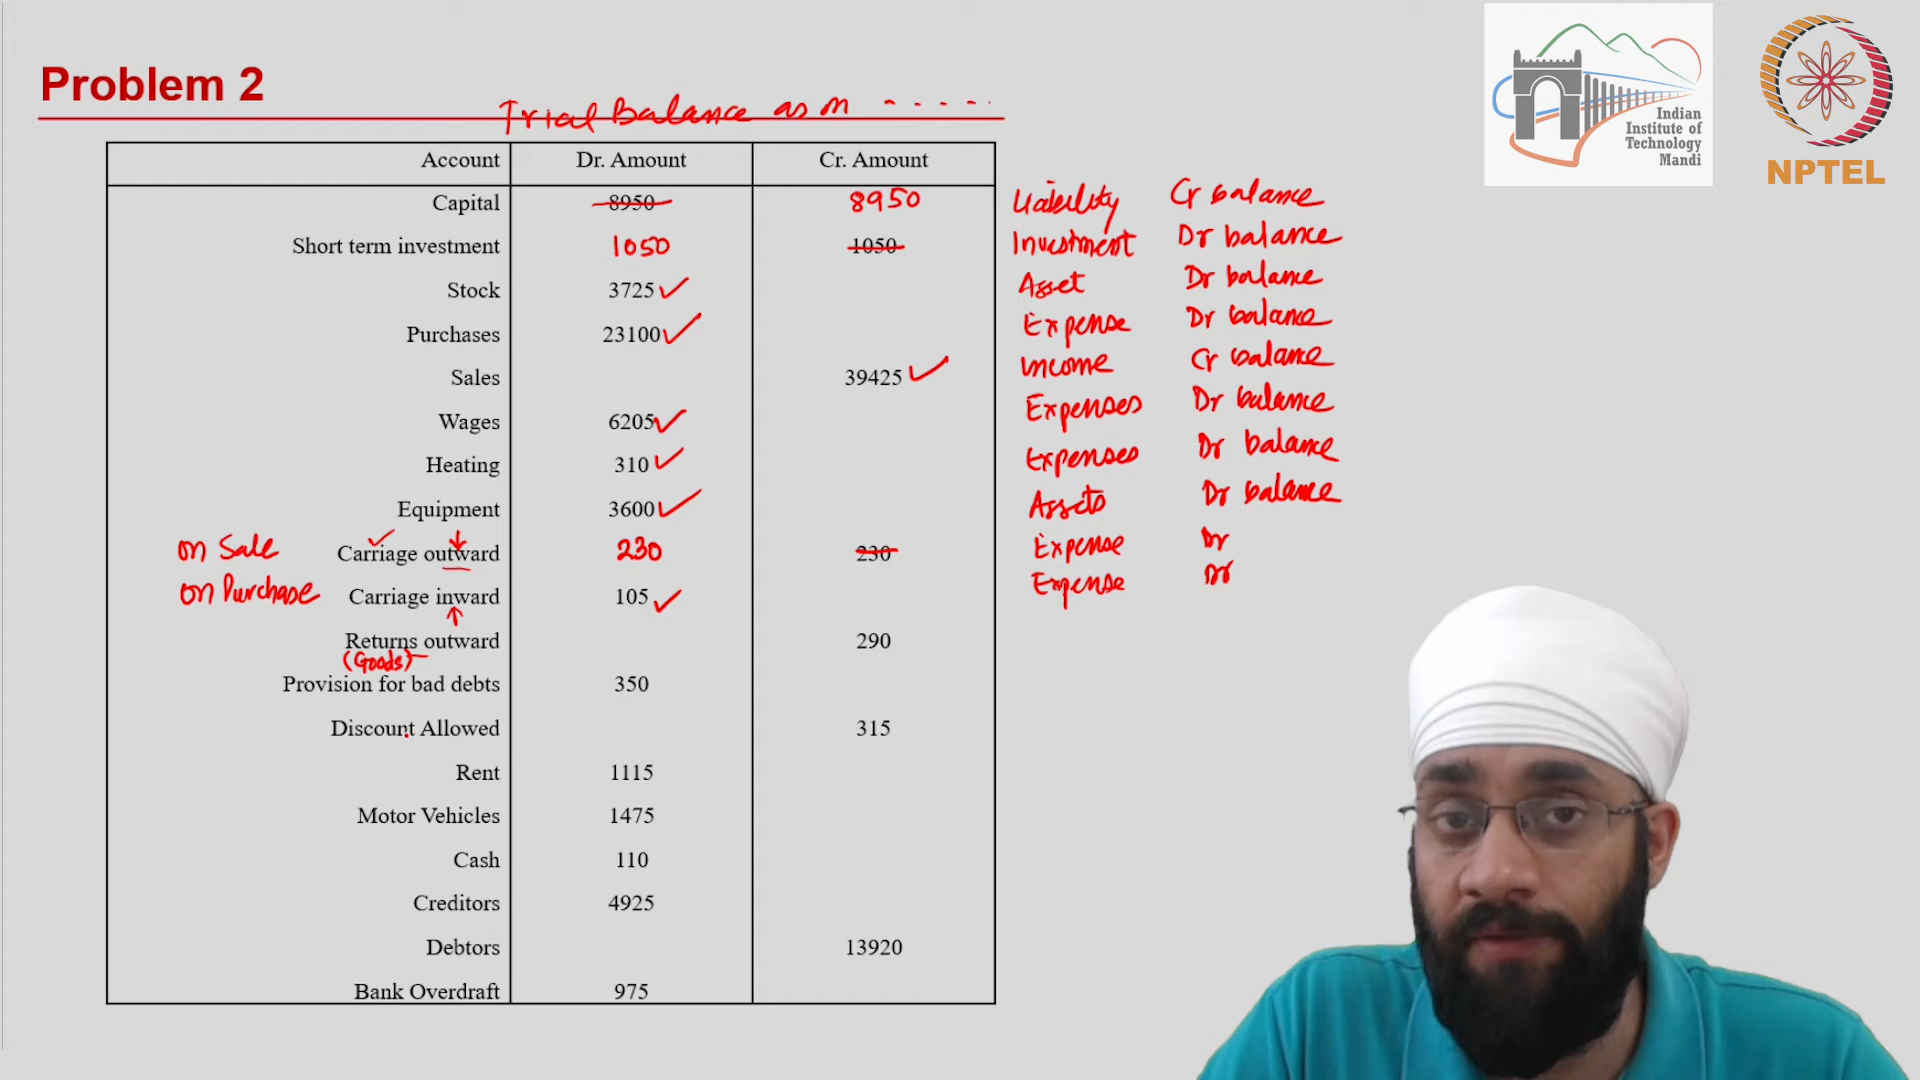 Problem 2
Indian
Institute of
Technology
Mandi
NPTEL
Trial Balance as on ......
Account Dr. Amount Cr. Amount
Capital 8950 8950 Liability Cr balance
Short term investment 1050 1050 Investment Dr balance
Stock 3725 ✓ Asset Dr balance
Purchases 23100 ✓ Expense Dr balance
Sales 39425 ✓ Income Cr balance
Wages 6205 ✓ Expenses Dr balance
Heating 310 ✓ Expenses Dr balance
Equipment 3600 ✓ Assets Dr balance
on Sale Carriage outward 230 230 Expense Dr
on Purchase Carriage inward 105 ✓ Expense Dr
Returns outward 290
(Goods)
Provision for bad debts 350
Discount Allowed 315
Rent 1115
Motor Vehicles 1475
Cash 110
Creditors 4925
Debtors 13920
Bank Overdraft 975